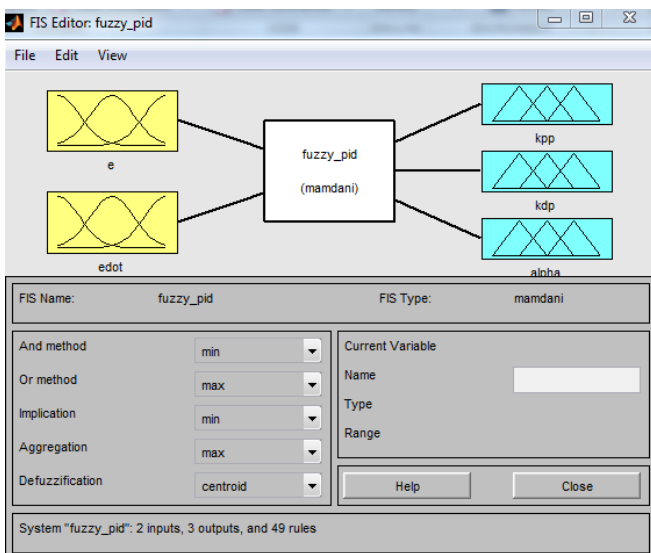 FIS Editor: fuzzy_pid
File Edit View
e
edot
fuzzy_pid
(mamdani)
kpp
kdp
alpha
FIS Name: fuzzy_pid FIS Type: mamdani
And method min
Or method max
Implication min
Aggregation max
Defuzzification centroid
Current Variable
Name
Type
Range
Help Close
System "fuzzy_pid": 2 inputs, 3 outputs, and 49 rules